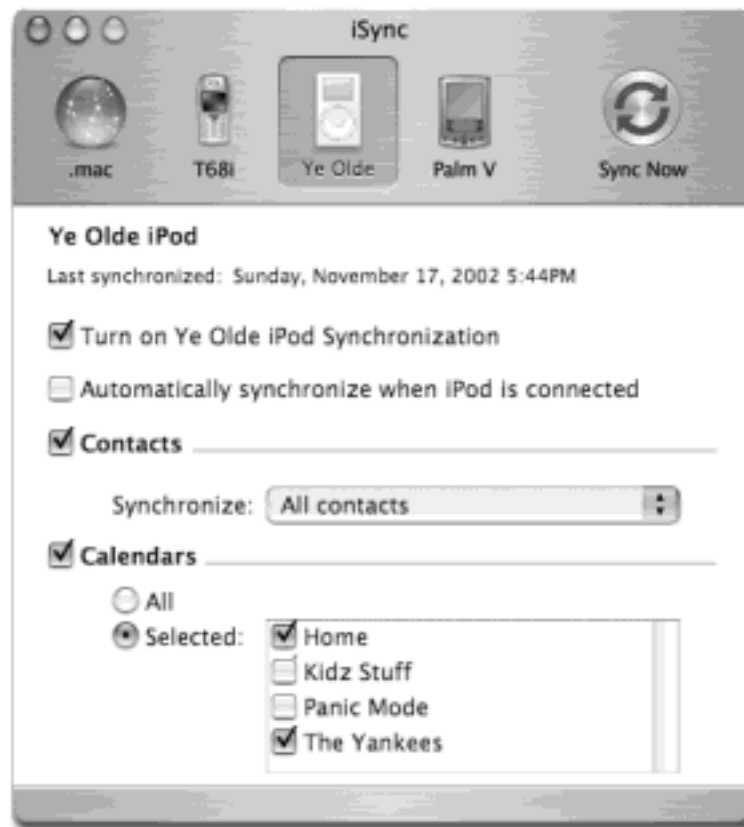 iSync
.mac T68i Ye Olde Palm V Sync Now
Ye Olde iPod
Last synchronized: Sunday, November 17, 2002 5:44PM
Turn on Ye Olde iPod Synchronization
Automatically synchronize when iPod is connected
Contacts
Synchronize: All contacts
Calendars
All
Selected: Home
Kidz Stuff
Panic Mode
The Yankees